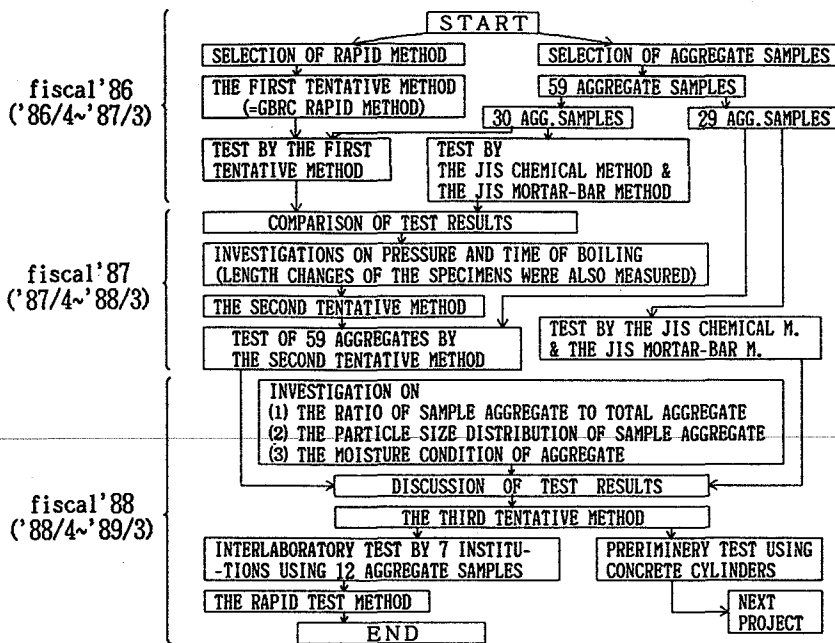 START
SELECTION OF RAPID METHOD
SELECTION OF AGGREGATE SAMPLES
fiscal'86
('86/4~'87/3)
THE FIRST TENTATIVE METHOD
(=GBRC RAPID METHOD)
59 AGGREGATE SAMPLES
30 AGG.SAMPLES
29 AGG.SAMPLES
TEST BY THE FIRST
TENTATIVE METHOD
TEST BY
THE JIS CHEMICAL METHOD &
THE JIS MORTAR-BAR METHOD
fiscal'87
('87/4~'88/3)
COMPARISON OF TEST RESULTS
INVESTIGATIONS ON PRESSURE AND TIME OF BOILING
(LENGTH CHANGES OF THE SPECIMENS WERE ALSO MEASURED)
THE SECOND TENTATIVE METHOD
TEST OF 59 AGGREGATES BY
THE SECOND TENTATIVE METHOD
TEST BY THE JIS CHEMICAL M.
& THE JIS MORTAR-BAR M.
INVESTIGATION ON
(1) THE RATIO OF SAMPLE AGGREGATE TO TOTAL AGGREGATE
(2) THE PARTICLE SIZE DISTRIBUTION OF SAMPLE AGGREGATE
(3) THE MOISTURE CONDITION OF AGGREGATE
fiscal'88
('88/4~'89/3)
DISCUSSION OF TEST RESULTS
THE THIRD TENTATIVE METHOD
INTERLABORATORY TEST BY 7 INSTITU-
-TIONS USING 12 AGGREGATE SAMPLES
PRERIMINERY TEST USING
CONCRETE CYLINDERS
THE RAPID TEST METHOD
NEXT
PROJECT
END